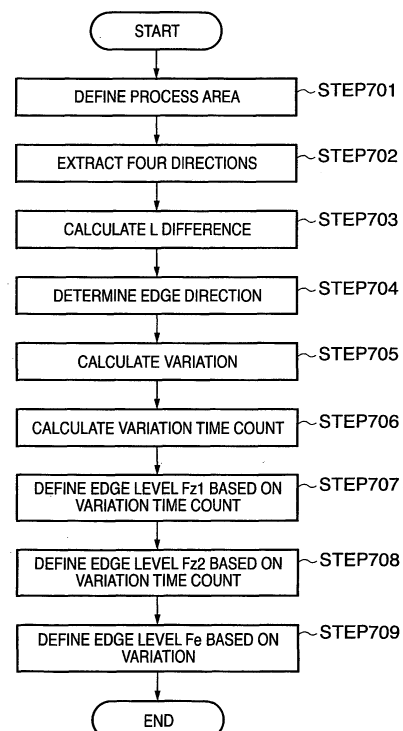 START
DEFINE PROCESS AREA
STEP701
EXTRACT FOUR DIRECTIONS
STEP702
CALCULATE L DIFFERENCE
STEP703
DETERMINE EDGE DIRECTION
STEP704
CALCULATE VARIATION
STEP705
CALCULATE VARIATION TIME COUNT
STEP706
DEFINE EDGE LEVEL Fz1 BASED ON
VARIATION TIME COUNT
STEP707
DEFINE EDGE LEVEL Fz2 BASED ON
VARIATION TIME COUNT
STEP708
DEFINE EDGE LEVEL Fe BASED ON
VARIATION
STEP709
END